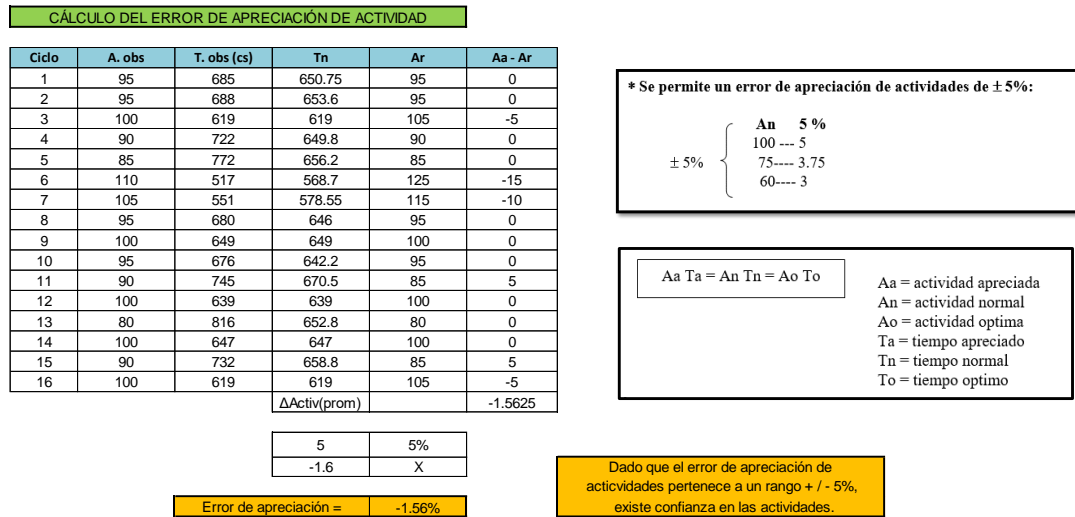 CÁLCULO DEL ERROR DE APRECIACIÓN DE ACTIVIDAD
Ciclo A. obs T. obs (cs) Tn Ar Aa - Ar
1 95 685 650.75 95 0
2 95 688 653.6 95 0
3 100 619 619 105 -5
4 90 722 649.8 90 0
5 85 772 656.2 85 0
6 110 517 568.7 125 -15
7 105 551 578.55 115 -10
8 95 680 646 95 0
9 100 649 649 100 0
10 95 676 642.2 95 0
11 90 745 670.5 85 5
12 100 639 639 100 0
13 80 816 652.8 80 0
14 100 647 647 100 0
15 90 732 658.8 85 5
16 100 619 619 105 -5
ΔActiv(prom) -1.5625
5 5%
-1.6 X
Error de apreciación = -1.56%
* Se permite un error de apreciación de actividades de ± 5%:
An 5 %
100 --- 5
± 5% 75---- 3.75
60---- 3
Aa Ta = An Tn = Ao To
Aa = actividad apreciada
An = actividad normal
Ao = actividad optima
Ta = tiempo apreciado
Tn = tiempo normal
To = tiempo optimo
Dado que el error de apreciación de
acticvidades pertenece a un rango + / - 5%,
existe confianza en las actividades.